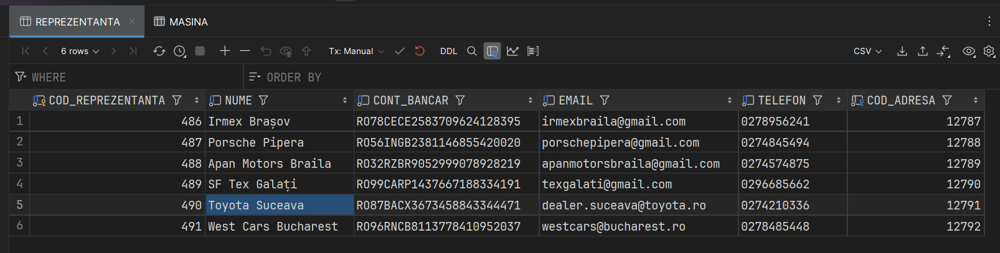 REPREZENTANTA MASINA
6 rows Tx: Manual DDL CSV
WHERE ORDER BY
COD_REPREZENTANTA NUME CONT_BANCAR EMAIL TELEFON COD_ADRESA
1 486 Irmex Brașov RO78CECE2583709624128395 irmexbraila@gmail.com 0278956241 12787
2 487 Porsche Pipera RO56INGB2381146855420020 porschepipera@gmail.com 0274845494 12788
3 488 Apan Motors Braila RO32RZBR9052999078928219 apanmotorsbraila@gmail.com 0274574875 12789
4 489 SF Tex Galați RO99CARP1437667188334191 texgalati@gmail.com 0296685662 12790
5 490 Toyota Suceava RO87BACX3673458843344471 dealer.suceava@toyota.ro 0274210336 12791
6 491 West Cars Bucharest RO96RNCB8113778410952037 westcars@bucharest.ro 0278485448 12792